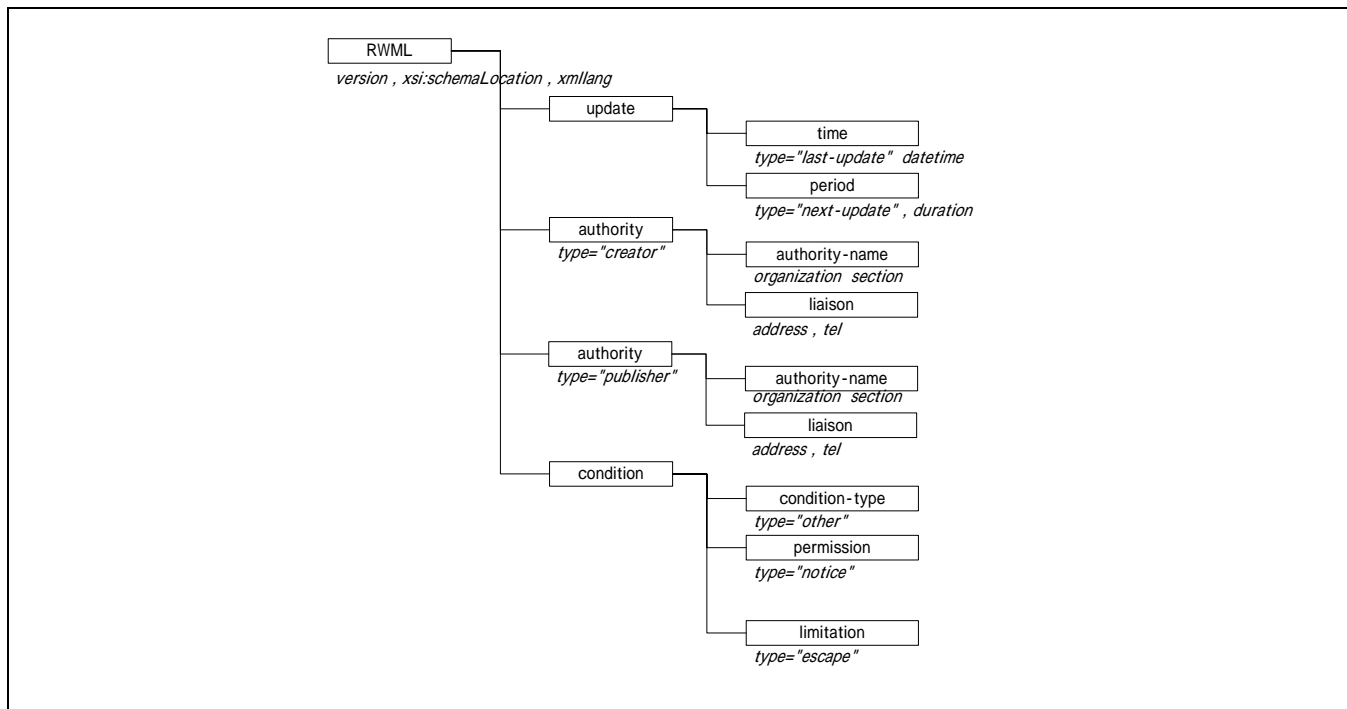 RWML
version , xsi:schemaLocation , xmllang
update
time
type="last-update" datetime
period
type="next-update" , duration
authority
type="creator"
authority-name
organization section
liaison
address , tel
authority
type="publisher"
authority-name
organization section
liaison
address , tel
condition
condition-type
type="other"
permission
type="notice"
limitation
type="escape"